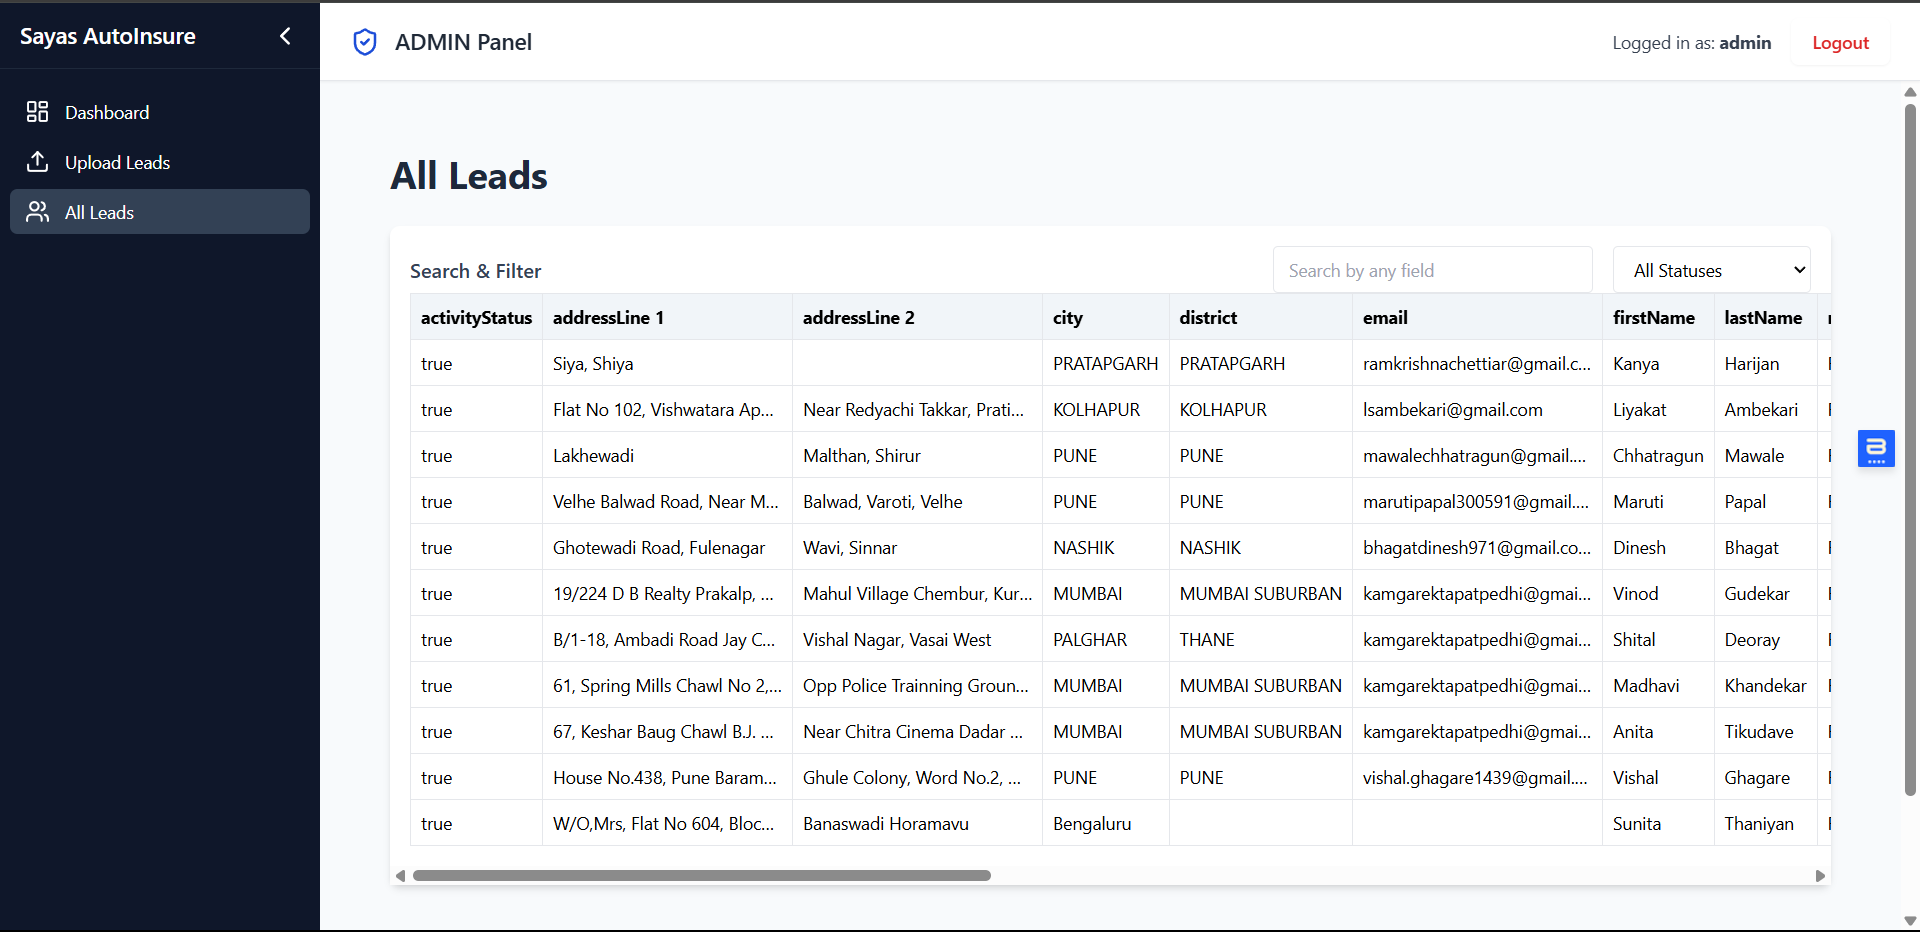 Sayas AutoInsure
ADMIN Panel
Logged in as: admin
Logout
Dashboard
Upload Leads
All Leads
All Leads
Search & Filter
Search by any field
All Statuses
activityStatus addressLine 1 addressLine 2 city district email firstName lastName
true Siya, Shiya PRATAPGARH PRATAPGARH ramkrishnachettiar@gmail.c... Kanya Harijan
true Flat No 102, Vishwatara Ap... Near Redyachi Takkar, Prati... KOLHAPUR KOLHAPUR lsambekari@gmail.com Liyakat Ambekari
true Lakhewadi Malthan, Shirur PUNE PUNE mawalechhatragun@gmail.... Chhatragun Mawale
true Velhe Balwad Road, Near M... Balwad, Varoti, Velhe PUNE PUNE marutipapal300591@gmail.... Maruti Papal
true Ghotewadi Road, Fulenagar Wavi, Sinnar NASHIK NASHIK bhagatdinesh971@gmail.co... Dinesh Bhagat
true 19/224 D B Realty Prakalp, ... Mahul Village Chembur, Kur... MUMBAI MUMBAI SUBURBAN kamgarektapatpedhi@gmai... Vinod Gudekar
true B/1-18, Ambadi Road Jay C... Vishal Nagar, Vasai West PALGHAR THANE kamgarektapatpedhi@gmai... Shital Deoray
true 61, Spring Mills Chawl No 2,... Opp Police Trainning Groun... MUMBAI MUMBAI SUBURBAN kamgarektapatpedhi@gmai... Madhavi Khandekar
true 67, Keshar Baug Chawl B.J. ... Near Chitra Cinema Dadar ... MUMBAI MUMBAI SUBURBAN kamgarektapatpedhi@gmai... Anita Tikudave
true House No.438, Pune Baram... Ghule Colony, Word No.2, ... PUNE PUNE vishal.ghagare1439@gmail.... Vishal Ghagare
true W/O,Mrs, Flat No 604, Bloc... Banaswadi Horamavu Bengaluru Sunita Thaniyan